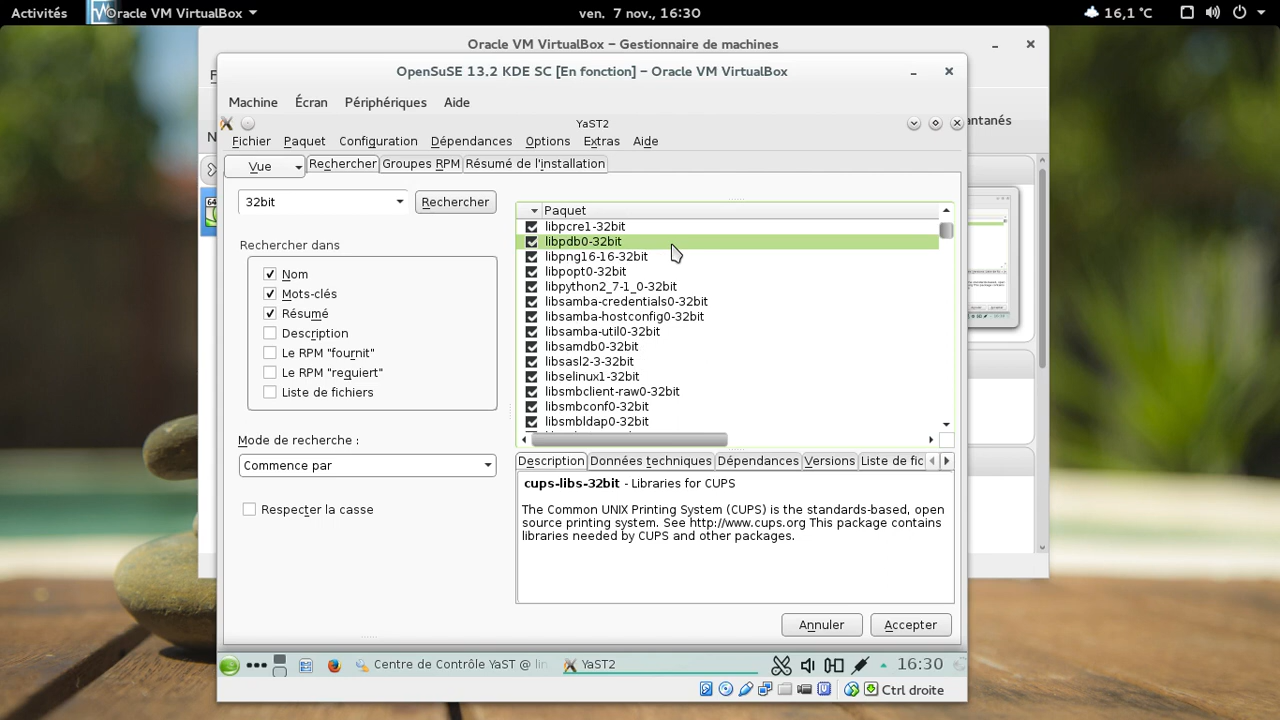 Activités Oracle VM VirtualBox ven. 7 nov., 16:30 16,1 °C
Oracle VM VirtualBox – Gestionnaire de machines
OpenSuSE 13.2 KDE SC [En fonction] – Oracle VM VirtualBox
Machine Écran Périphériques Aide
YaST2
antanés
Fichier Paquet Configuration Dépendances Options Extras Aide
Vue Rechercher Groupes RPM Résumé de l'installation
32bit Rechercher
Rechercher dans
Nom
Mots-clés
Résumé
Description
Le RPM "fournit"
Le RPM "requiert"
Liste de fichiers
Mode de recherche :
Commence par
Respecter la casse
Paquet
libpcre1-32bit
libpdb0-32bit
libpng16-16-32bit
libpopt0-32bit
libpython2_7-1_0-32bit
libsamba-credentials0-32bit
libsamba-hostconfig0-32bit
libsamba-util0-32bit
libsamdb0-32bit
libsasl2-3-32bit
libselinux1-32bit
libsmbclient-raw0-32bit
libsmbconf0-32bit
libsmbldap0-32bit
Description Données techniques Dépendances Versions Liste de fic
cups-libs-32bit - Libraries for CUPS
The Common UNIX Printing System (CUPS) is the standards-based, open
source printing system. See http://www.cups.org This package contains
libraries needed by CUPS and other packages.
Annuler Accepter
Centre de Contrôle YaST @ lin YaST2 16:30
Ctrl droite